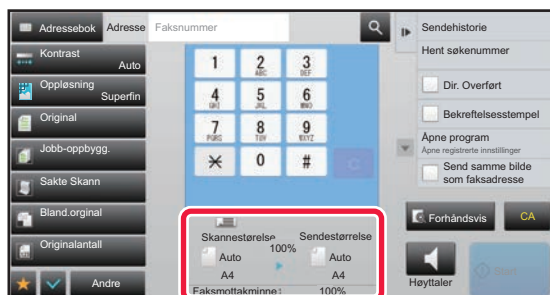 Adressebok
Adresse
Faksnummer
Kontrast
Auto
Oppløsning
Superfin
Original
Jobb-oppbygg.
Sakte Skann
Bland.orginal
Originalantall
Andre
1
2
ABC
3
DEF
4
GHI
5
JKL
6
MNO
7
PQRS
8
TUV
9
WXYZ
0
#
C
Skannestørelse
100%
Sendestørrelse
Auto
A4
Auto
A4
Faksmottakminne:
100%
Sendehistorie
Hent søkenummer
Dir. Overført
Bekreftelsesstempel
Åpne program
Åpne registrerte innstillinger
Send samme bilde
som faksadresse
Forhåndsvis
CA
Høyttaler
Start